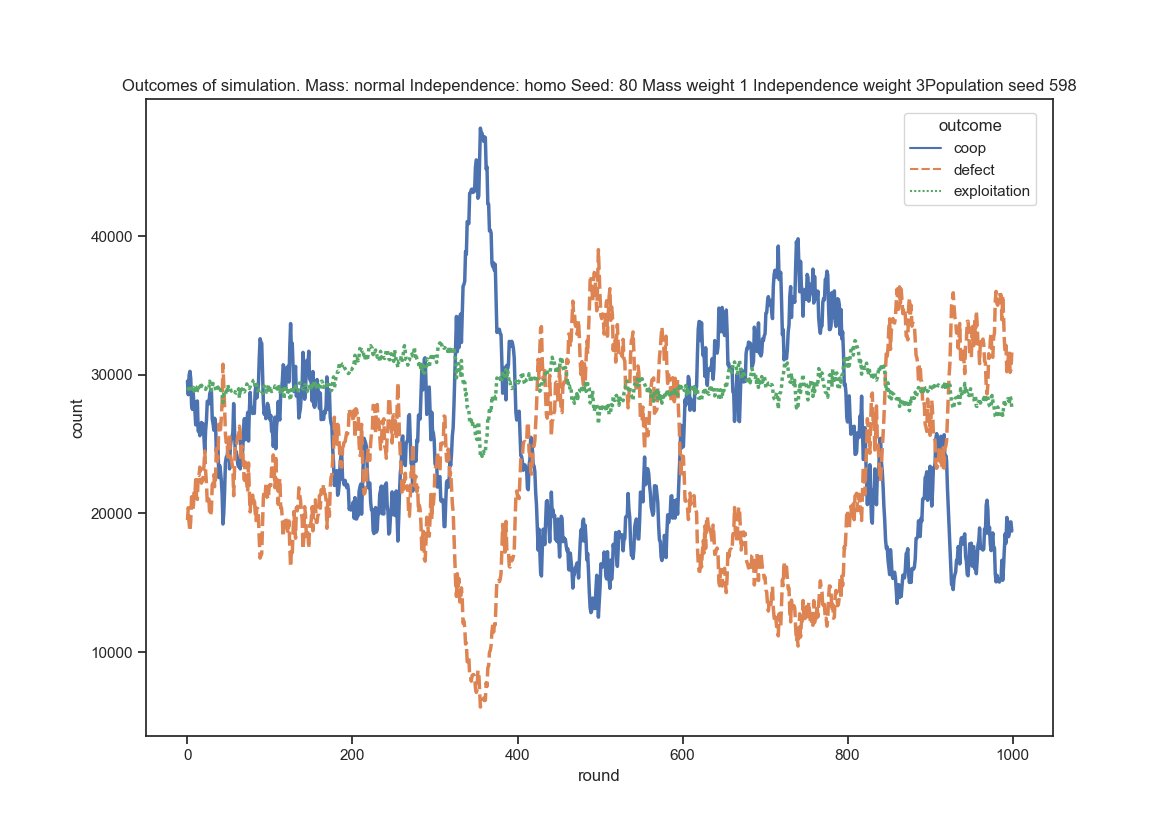 Outcomes of simulation. Mass: normal Independence: homo Seed: 80 Mass weight 1 Independence weight 3Population seed 598
outcome
coop
defect
exploitation
40000
30000
20000
10000
count
0 200 400 600 800 1000
round